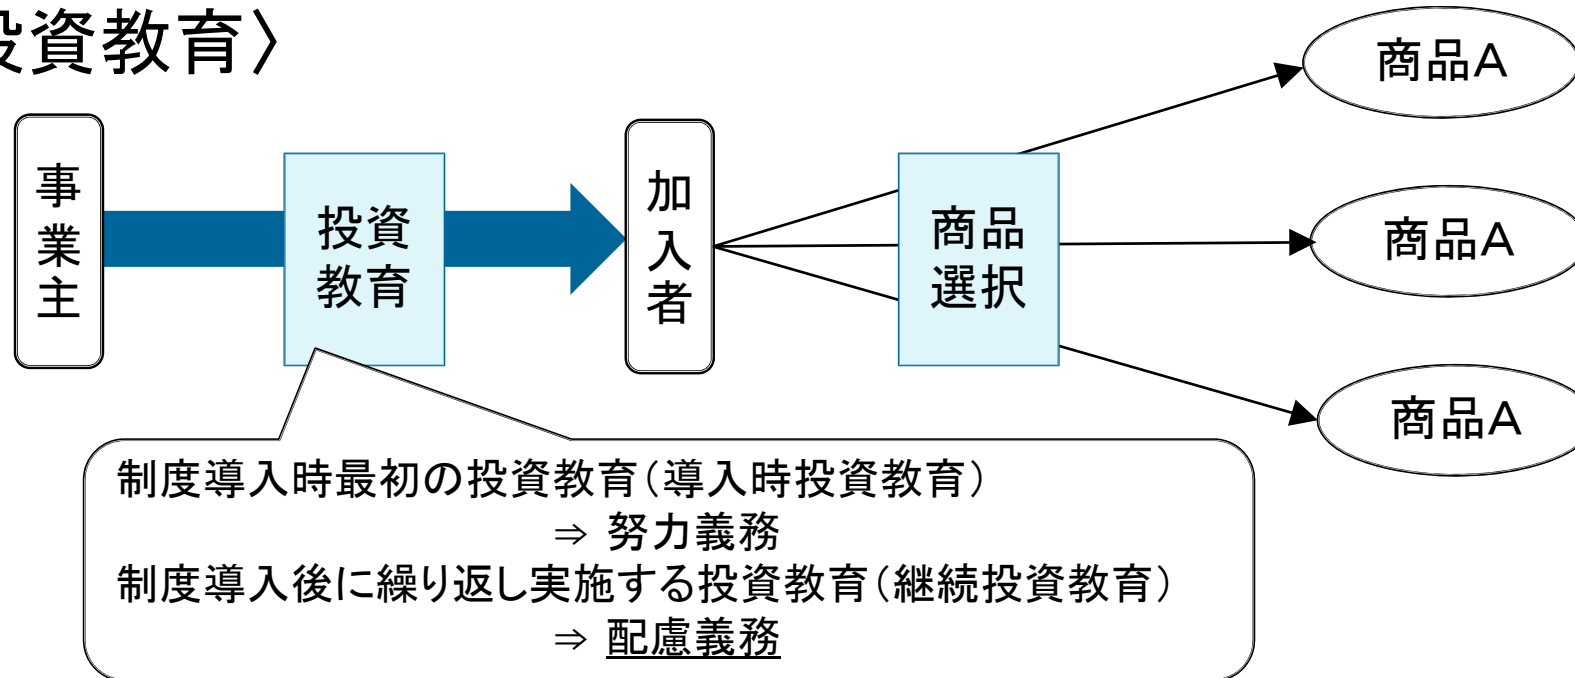 投資教育〉
商品A
事業主
投資
教育
加入者
商品
選択
商品A
商品A
制度導入時最初の投資教育(導入時投資教育)
⇒ 努力義務
制度導入後に繰り返し実施する投資教育(継続投資教育)
⇒ 配慮義務